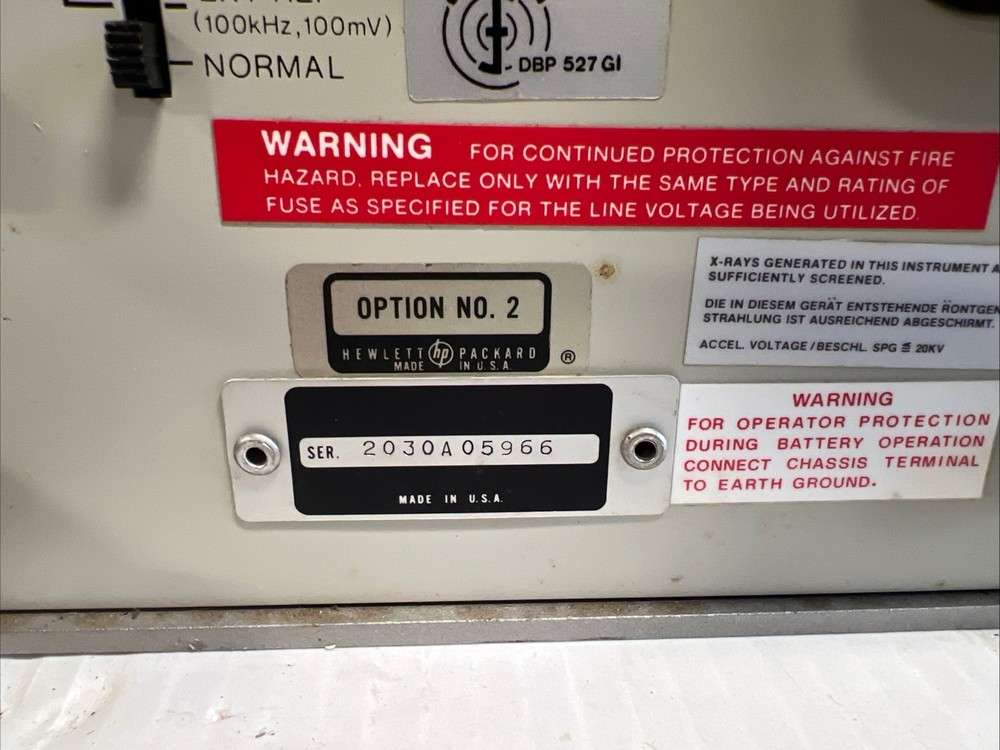 (100kHz,100mV)
NORMAL
DBP 527 Gi
WARNING FOR CONTINUED PROTECTION AGAINST FIRE
HAZARD, REPLACE ONLY WITH THE SAME TYPE AND RATING OF
FUSE AS SPECIFIED FOR THE LINE VOLTAGE BEING UTILIZED.
OPTION NO. 2
HEWLETT hp PACKARD ®
MADE IN U.S.A.
X-RAYS GENERATED IN THIS INSTRUMENT A
SUFFICIENTLY SCREENED.
DIE IN DIESEM GERÄT ENTSTEHENDE RÖNTGEN
STRAHLUNG IST AUSREICHEND ABGESCHIRMT.
ACCEL. VOLTAGE/BESCHL. SPG ≦ 20KV
SER. 2030A05966
MADE IN U.S.A.
WARNING
FOR OPERATOR PROTECTION
DURING BATTERY OPERATION
CONNECT CHASSIS TERMINAL
TO EARTH GROUND.